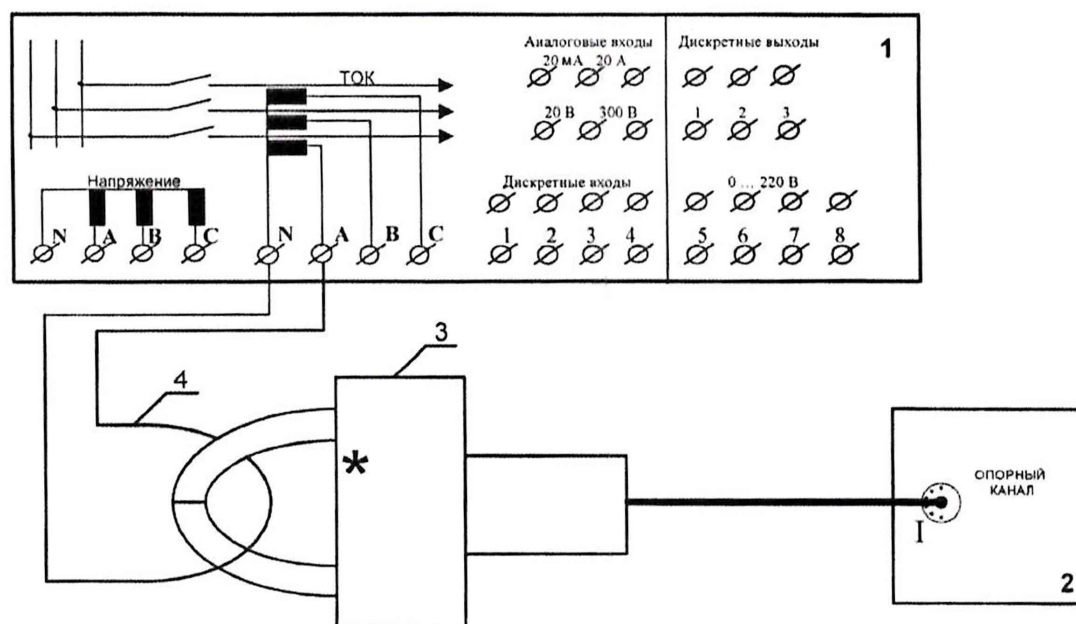 Аналоговые входы Дискретные выходы 1
20 мА 20 А
ТОК
20 В 300 В 1 2 3
Напряжение
Дискретные входы 0 ... 220 В
N A B C N A B C
1 2 3 4 5 6 7 8
3
4
*
ОПОРНЫЙ
КАНАЛ
I
2